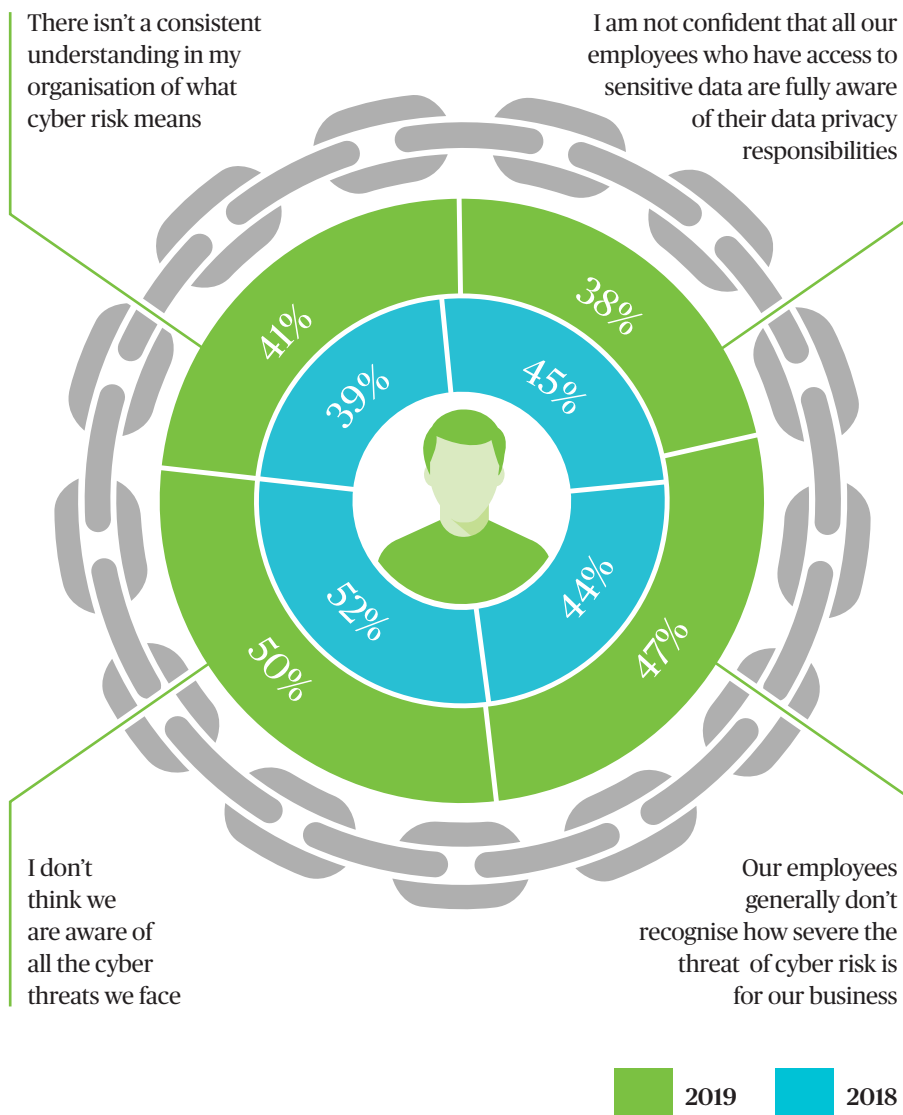 There isn't a consistent
understanding in my
organisation of what
cyber risk means
I am not confident that all our
employees who have access to
sensitive data are fully aware
of their data privacy
responsibilities
41%
38%
39%
45%
52%
44%
50%
47%
I don't
think we
are aware of
all the cyber
threats we face
Our employees
generally don't
recognise how severe the
threat of cyber risk is
for our business
2019
2018